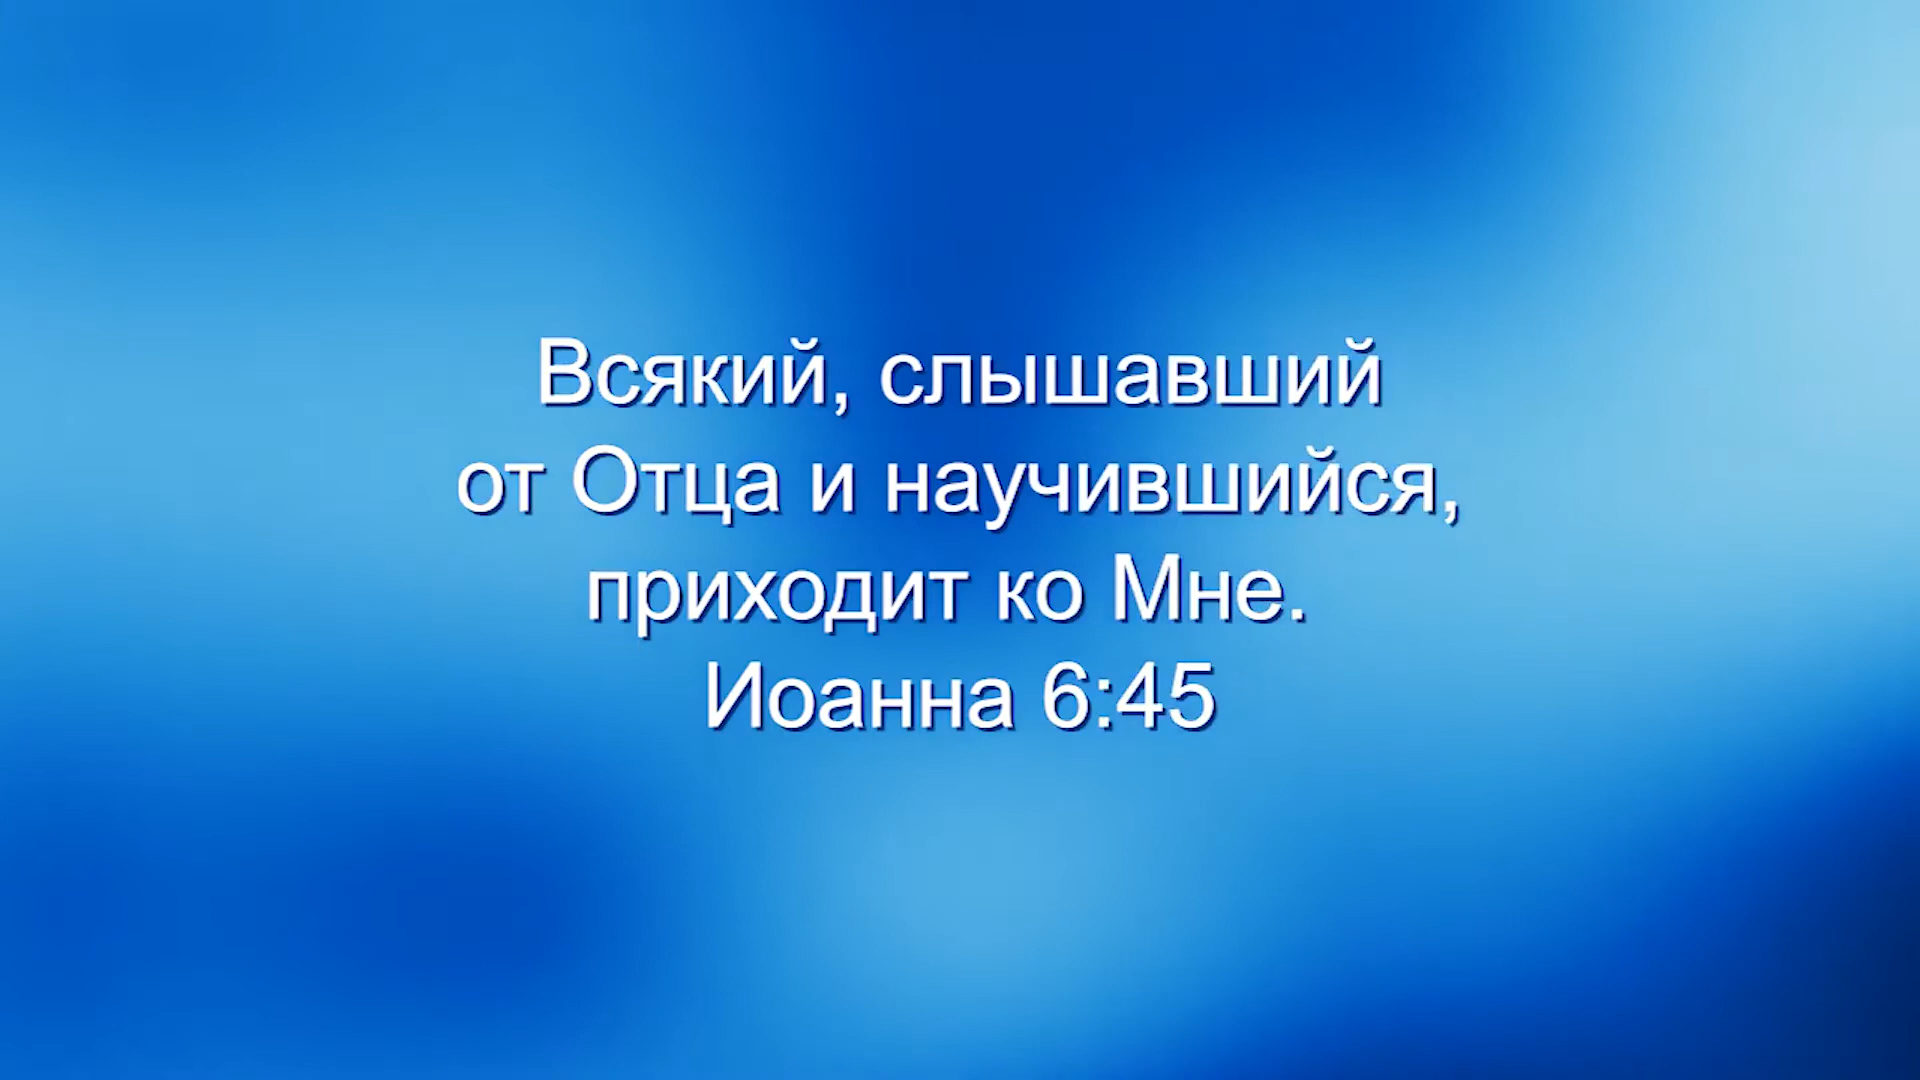 Всякий, слышавший
от Отца и научившийся,
приходит ко Мне.
Иоанна 6:45